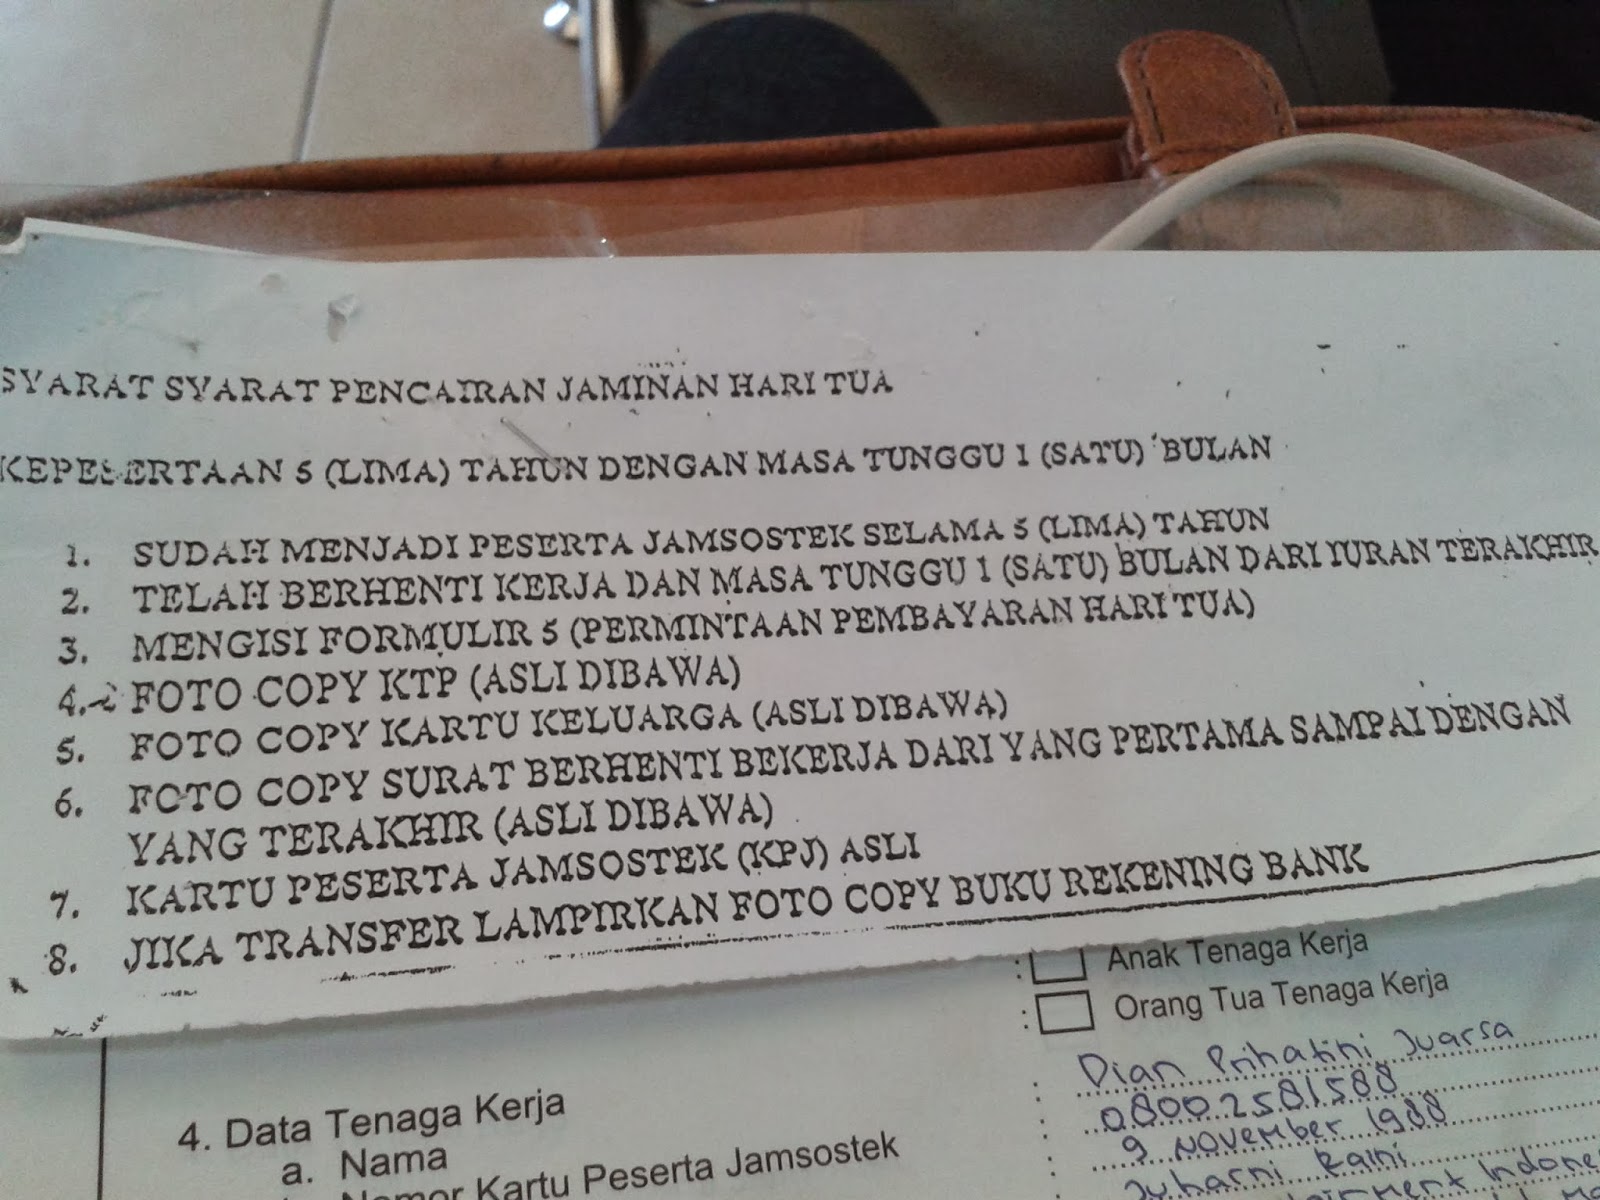 SYARAT SYARAT PENCAIRAN JAMINAN HARI TUA
KEPESERTAAN 5 (LIMA) TAHUN DENGAN MASA TUNGGU 1 (SATU) BULAN
1. SUDAH MENJADI PESERTA JAMSOSTEK SELAMA 5 (LIMA) TAHUN
2. TELAH BERHENTI KERJA DAN MASA TUNGGU 1 (SATU) BULAN DARI IURAN TERAKHIR
3. MENGISI FORMULIR 5 (PERMINTAAN PEMBAYARAN HARI TUA)
4. FOTO COPY KTP (ASLI DIBAWA)
5. FOTO COPY KARTU KELUARGA (ASLI DIBAWA)
6. FOTO COPY SURAT BERHENTI BEKERJA DARI YANG PERTAMA SAMPAI DENGAN
YANG TERAKHIR (ASLI DIBAWA)
7. KARTU PESERTA JAMSOSTEK (KPJ) ASLI
8. JIKA TRANSFER LAMPIRKAN FOTO COPY BUKU REKENING BANK
: Anak Tenaga Kerja
: Orang Tua Tenaga Kerja
4. Data Tenaga Kerja
a. Nama : Dian Prihatini Juarsa
Nomor Kartu Peserta Jamsostek : 08002581588
: 9 November 1988
Juharni Raini
Indone